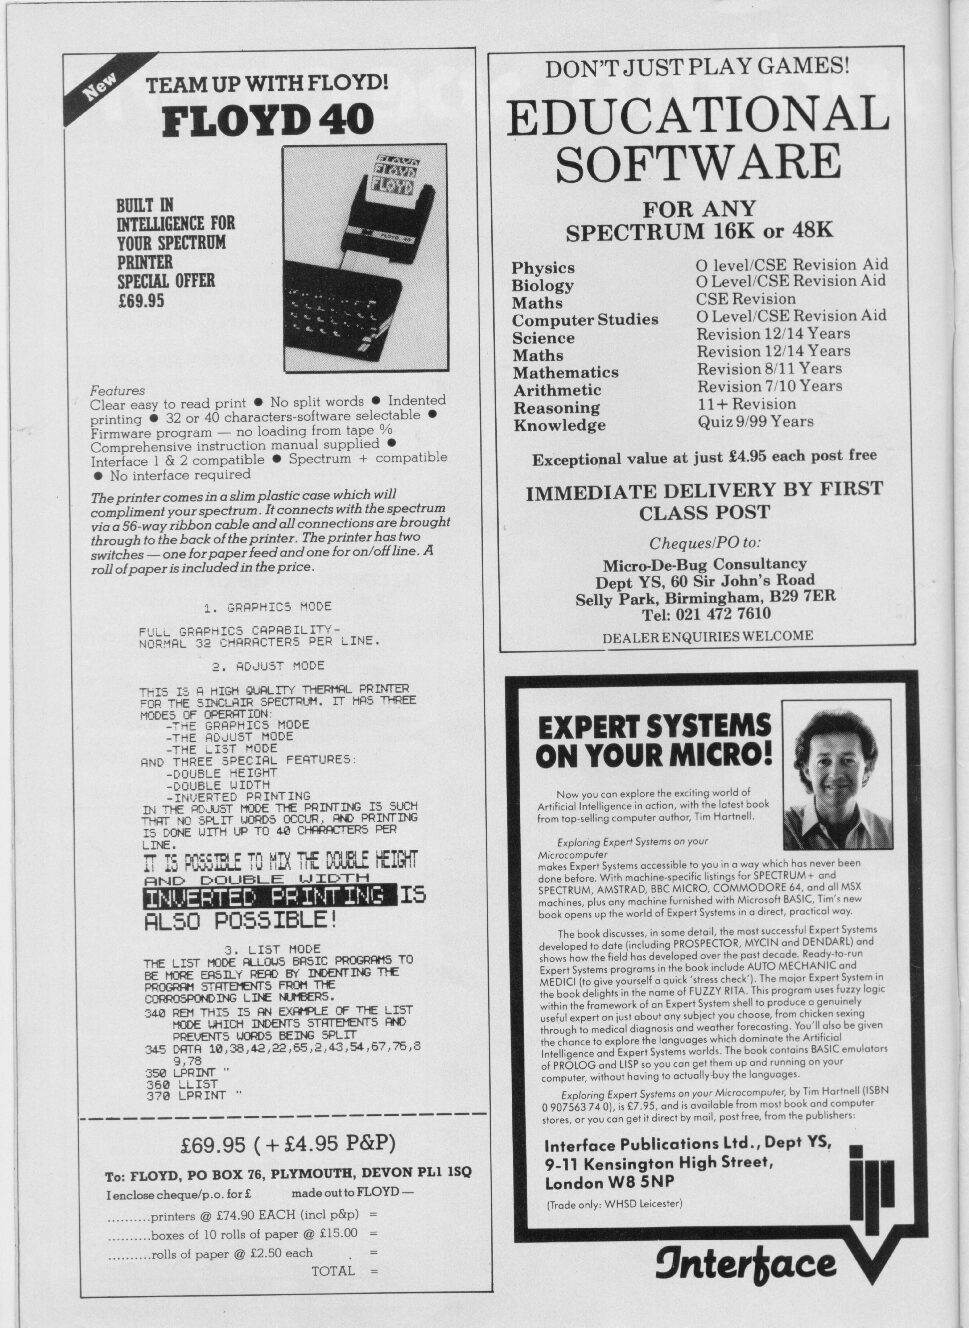 New
TEAM UP WITH FLOYD!
FLOYD 40
BUILT IN
INTELLIGENCE FOR
YOUR SPECTRUM
PRINTER
SPECIAL OFFER
£69.95
FLOYD
FLOYD
FLOYD
FLOYD 40
Features
Clear easy to read print ● No split words ● Indented
printing ● 32 or 40 characters-software selectable ●
Firmware program — no loading from tape %
Comprehensive instruction manual supplied ●
Interface 1 & 2 compatible ● Spectrum + compatible
● No interface required
The printer comes in a slim plastic case which will
compliment your spectrum. It connects with the spectrum
via a 56-way ribbon cable and all connections are brought
through to the back of the printer. The printer has two
switches — one for paper feed and one for on/off line. A
roll of paper is included in the price.
1. GRAPHICS MODE
FULL GRAPHICS CAPABILITY-
NORMAL 32 CHARACTERS PER LINE.
2. ADJUST MODE
THIS IS A HIGH QUALITY THERMAL PRINTER
FOR THE SINCLAIR SPECTRUM. IT HAS THREE
MODES OF OPERATION:
-THE GRAPHICS MODE
-THE ADJUST MODE
-THE LIST MODE
AND THREE SPECIAL FEATURES:
-DOUBLE HEIGHT
-DOUBLE WIDTH
-INVERTED PRINTING
IN THE ADJUST MODE THE PRINTING IS SUCH
THAT NO SPLIT WORDS OCCUR, AND PRINTING
IS DONE WITH UP TO 40 CHARACTERS PER
LINE.
IT IS POSSIBLE TO MIX THE DOUBLE HEIGHT
AND DOUBLE WIDTH
INVERTED PRINTING IS
ALSO POSSIBLE!
3. LIST MODE
THE LIST MODE ALLOWS BASIC PROGRAMS TO
BE MORE EASILY READ BY INDENTING THE
PROGRAM STATEMENTS FROM THE
CORROSPONDING LINE NUMBERS.
340 REM THIS IS AN EXAMPLE OF THE LIST
MODE WHICH INDENTS STATEMENTS AND
PREVENTS WORDS BEING SPLIT
345 DATA 10,38,42,22,65,2,43,54,67,76,8
9,78
350 LPRINT "
360 LLIST
370 LPRINT "
£69.95 (+£4.95 P&P)
To: FLOYD, PO BOX 76, PLYMOUTH, DEVON PL1 1SQ
I enclose cheque/p.o. for £ made out to FLOYD —
..........printers @ £74.90 EACH (incl p&p) =
..........boxes of 10 rolls of paper @ £15.00 =
..........rolls of paper @ £2.50 each =
TOTAL =
DON'T JUST PLAY GAMES!
EDUCATIONAL
SOFTWARE
FOR ANY
SPECTRUM 16K or 48K
Physics O level/CSE Revision Aid
Biology O Level/CSE Revision Aid
Maths CSE Revision
Computer Studies O Level/CSE Revision Aid
Science Revision 12/14 Years
Maths Revision 12/14 Years
Mathematics Revision 8/11 Years
Arithmetic Revision 7/10 Years
Reasoning 11+ Revision
Knowledge Quiz 9/99 Years
Exceptional value at just £4.95 each post free
IMMEDIATE DELIVERY BY FIRST
CLASS POST
Cheques/PO to:
Micro-De-Bug Consultancy
Dept YS, 60 Sir John's Road
Selly Park, Birmingham, B29 7ER
Tel: 021 472 7610
DEALER ENQUIRIES WELCOME
EXPERT SYSTEMS
ON YOUR MICRO!
Now you can explore the exciting world of
Artificial Intelligence in action, with the latest book
from top-selling computer author, Tim Hartnell.
Exploring Expert Systems on your
Microcomputer
makes Expert Systems accessible to you in a way which has never been
done before. With machine-specific listings for SPECTRUM + and
SPECTRUM, AMSTRAD, BBC MICRO, COMMODORE 64, and all MSX
machines, plus any machine furnished with Microsoft BASIC, Tim's new
book opens up the world of Expert Systems in a direct, practical way.
The book discusses, in some detail, the most successful Expert Systems
developed to date (including PROSPECTOR, MYCIN and DENDARL) and
shows how the field has developed over the past decade. Ready-to-run
Expert Systems programs in the book include AUTO MECHANIC and
MEDICI (to give yourself a quick 'stress check'). The major Expert System in
the book delights in the name of FUZZY RITA. This program uses fuzzy logic
within the framework of an Expert System shell to produce a genuinely
useful expert on just about any subject you choose, from chicken sexing
through to medical diagnosis and weather forecasting. You'll also be given
the chance to explore the languages which dominate the Artificial
Intelligence and Expert Systems worlds. The book contains BASIC emulators
of PROLOG and LISP so you can get them up and running on your
computer, without having to actually buy the languages.
Exploring Expert Systems on your Microcomputer, by Tim Hartnell (ISBN
0 907563 74 0), is £7.95, and is available from most book and computer
stores, or you can get it direct by mail, post free, from the publishers:
Interface Publications Ltd., Dept YS,
9-11 Kensington High Street,
London W8 5NP
(Trade only: WHSD Leicester)
Interface